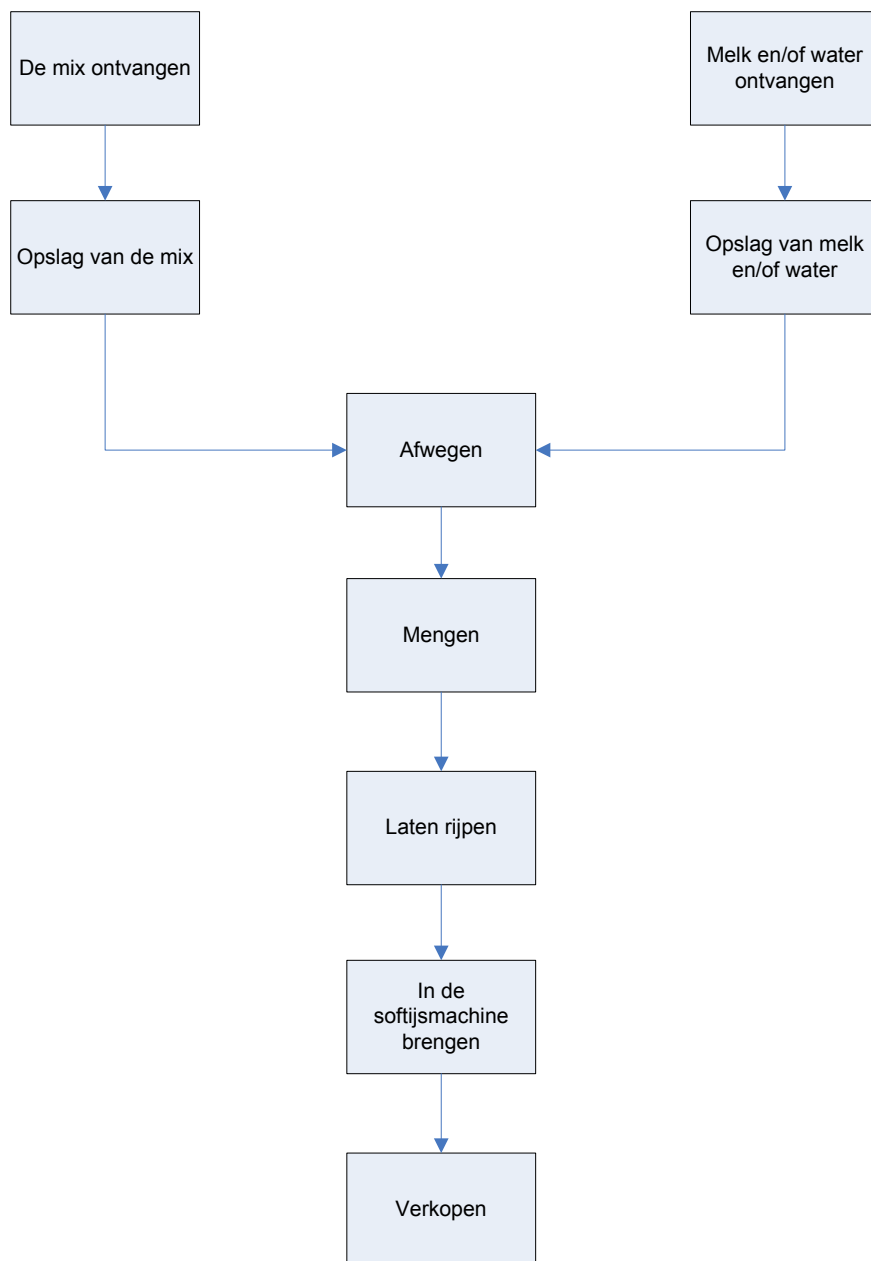 De mix ontvangen
Melk en/of water
ontvangen
Opslag van de mix
Opslag van melk
en/of water
Afwegen
Mengen
Laten rijpen
In de
softijsmachine
brengen
Verkopen